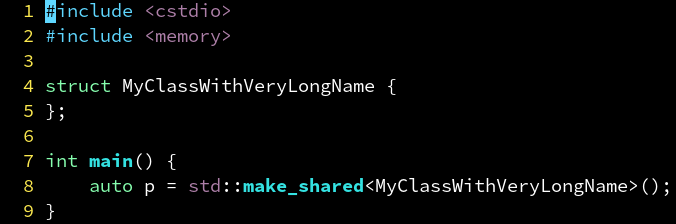 1 #include <cstdio>
2 #include <memory>
3
4 struct MyClassWithVeryLongName {
5 };
6
7 int main() {
8     auto p = std::make_shared<MyClassWithVeryLongName>();
9 }